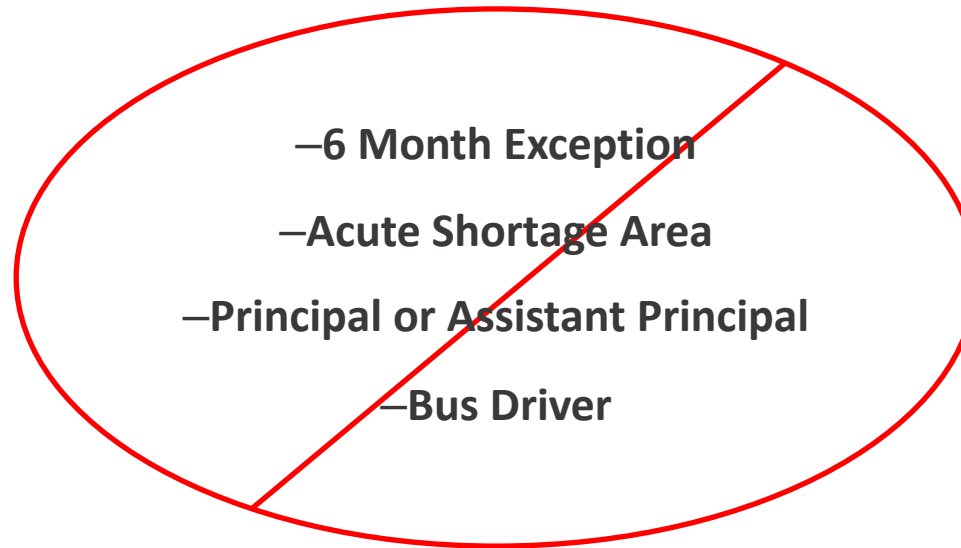 –6 Month Exception
–Acute Shortage Area
–Principal or Assistant Principal
–Bus Driver